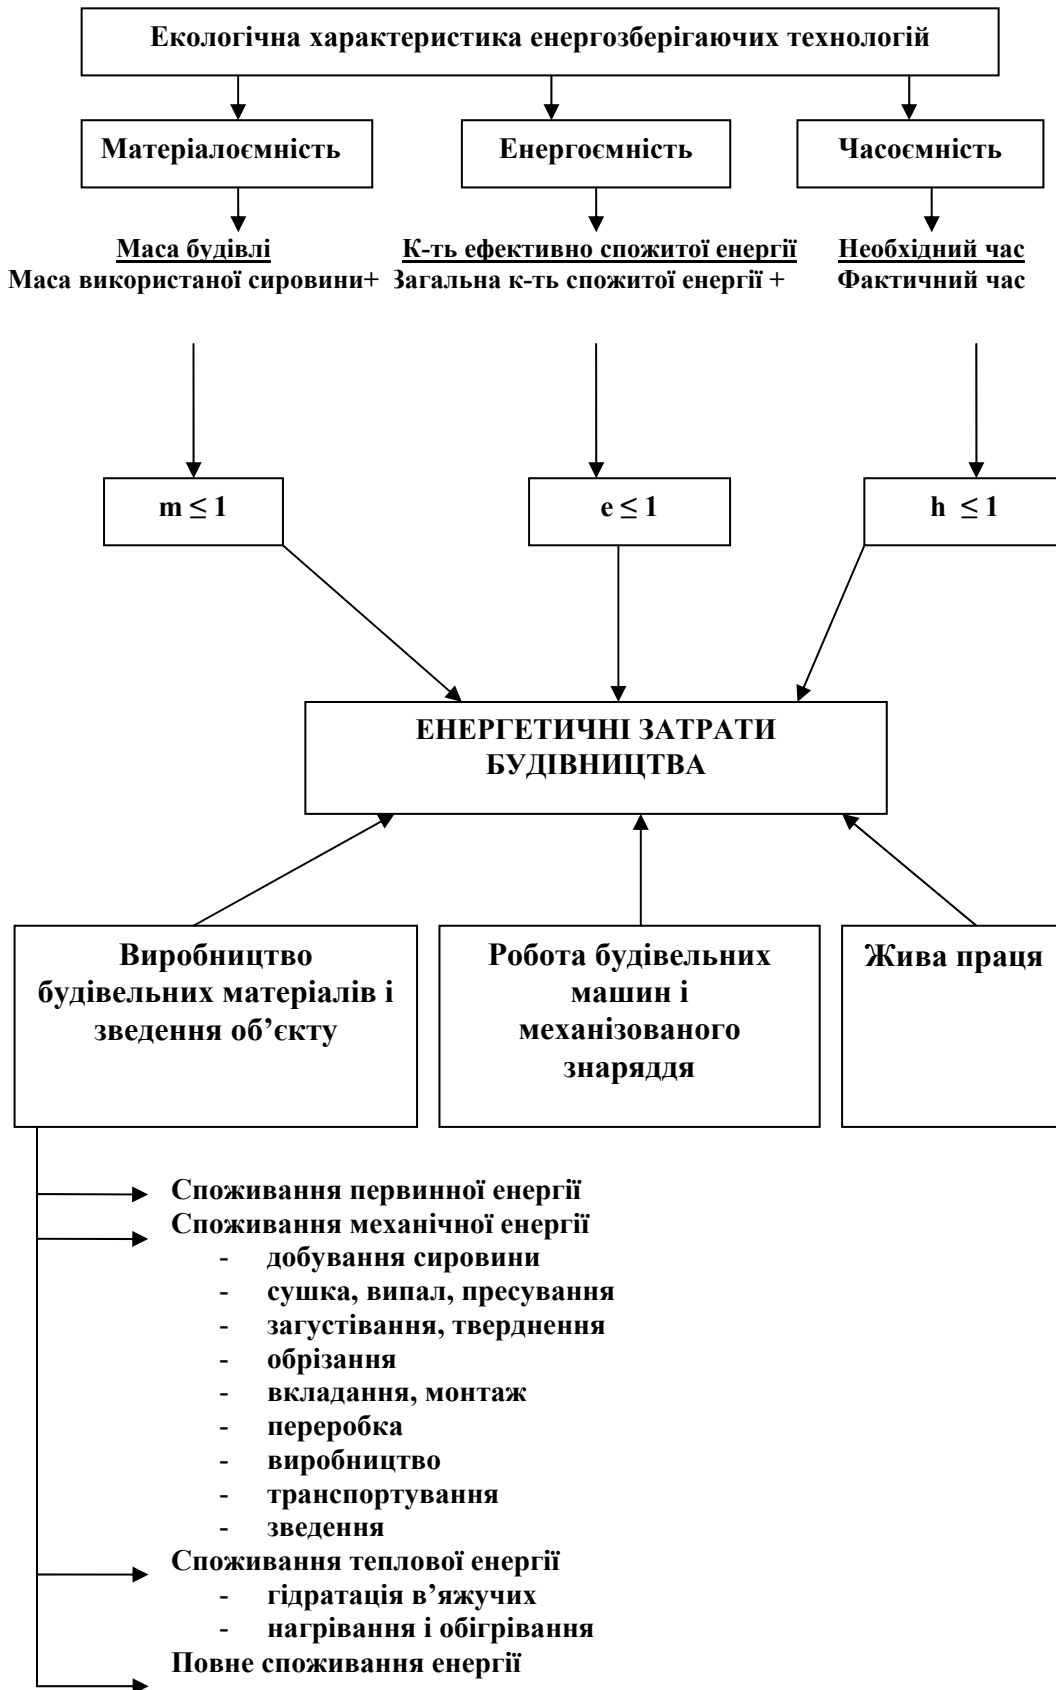 Екологічна характеристика енергозберігаючих технологій
Матеріалоємність
Енергоємність
Часоємність
Маса будівлі
Маса використаної сировини+
К-ть ефективно спожитої енергії
Загальна к-ть спожитої енергії +
Необхідний час
Фактичний час
m ≤ 1
e ≤ 1
h ≤ 1
ЕНЕРГЕТИЧНІ ЗАТРАТИ
БУДІВНИЦТВА
Виробництво
будівельних матеріалів і
зведення об’єкту
Робота будівельних
машин і
механізованого
знаряддя
Жива праця
Споживання первинної енергії
Споживання механічної енергії
- добування сировини
- сушка, випал, пресування
- загустівання, тверднення
- обрізання
- вкладання, монтаж
- переробка
- виробництво
- транспортування
- зведення
Споживання теплової енергії
- гідратація в’яжучих
- нагрівання і обігрівання
Повне споживання енергії